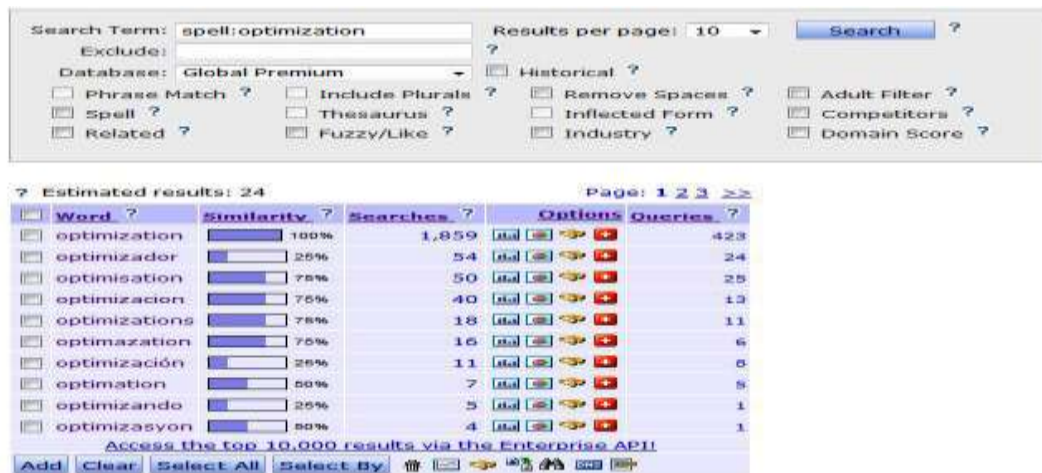 Search Term: spell:optimization Results per page: 10 Search ?
Exclude: ?
Database: Global Premium Historical ?
Phrase Match ? Include Plurals ? Remove Spaces ? Adult Filter ?
Spell ? Thesaurus ? Inflected Form ? Competitors ?
Related ? Fuzzy/Like ? Industry ? Domain Score ?
? Estimated results: 24 Page: 1 2 3 >>
Word ? Similarity ? Searches ? Options Queries ?
optimization 100% 1,859 423
optimizador 25% 54 24
optimisation 75% 50 25
optimizacion 75% 40 13
optimizations 75% 18 11
optimazation 75% 16 6
optimización 25% 11
optimation 50% 7
optimizando 25% 5 1
optimizasyon 50% 4 1
Access the top 10,000 results via the Enterprise API!
Add Clear Select All Select By